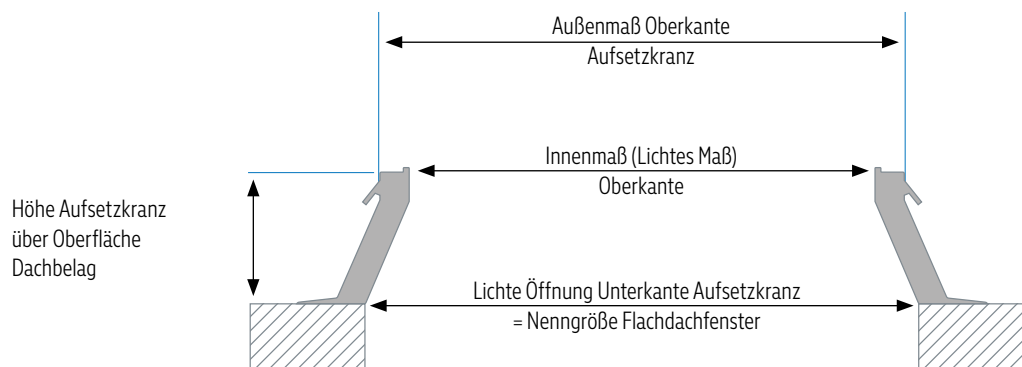 Außenmaß Oberkante
Aufsetzkranz
Innenmaß (Lichtes Maß)
Oberkante
Höhe Aufsetzkranz
über Oberfläche
Dachbelag
Lichte Öffnung Unterkante Aufsetzkranz
= Nenngröße Flachdachfenster